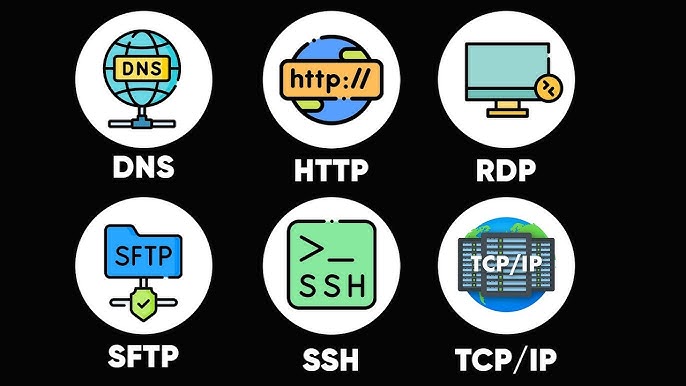 DNS
http://
DNS
HTTP
RDP
SFTP
>_
SSH
TCP/IP
SFTP
SSH
TCP/IP